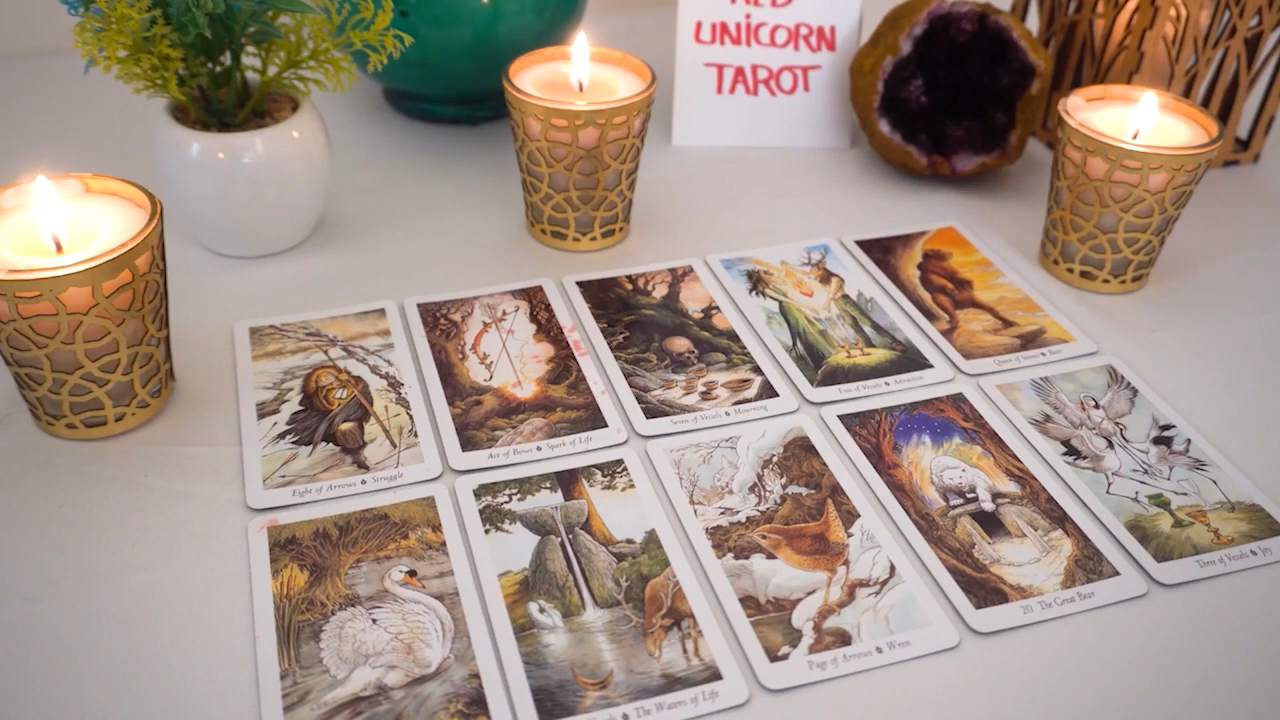 RED
UNICORN
TAROT
Eight of Arrows Struggle
Ace of Bows Spark of Life
Seven of Vessels Mourning
Two of Vessels Attraction
Queen of Stones Bear
The Waters of Life
Page of Arrows Wren
20 The Great Bear
Three of Vessels Joy